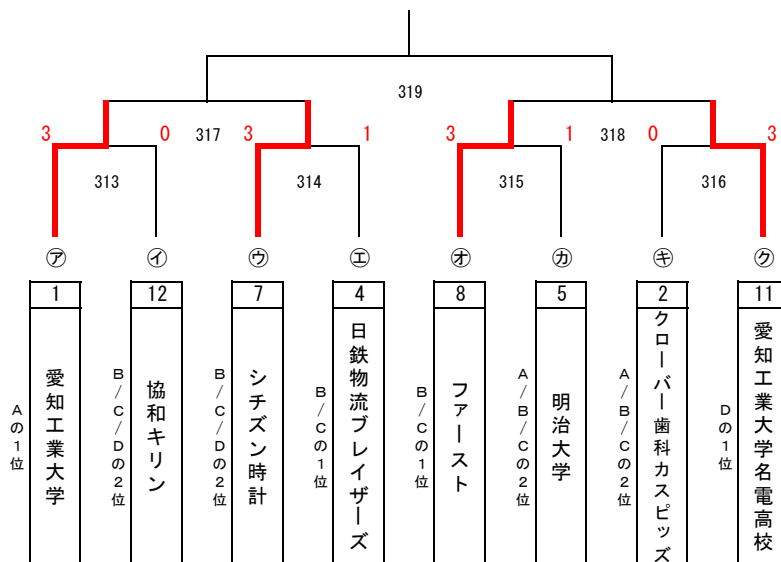 319
3 0 317 3 1 3 1 318 0 3
313 314 315 316
㋐ ㋑ ㋒ ㋓ ㋔ ㋕ ㋖ ㋗
1 12 7 4 8 5 2 11
Aの1位
愛知工業大学
B/C/Dの2位
協和キリン
B/C/Dの2位
シチズン時計
B/Cの1位
日鉄物流ブレイザーズ
B/Cの1位
ファースト
A/B/Cの2位
明治大学
A/B/Cの2位
クローバー歯科カスピッズ
Dの1位
愛知工業大学名電高校